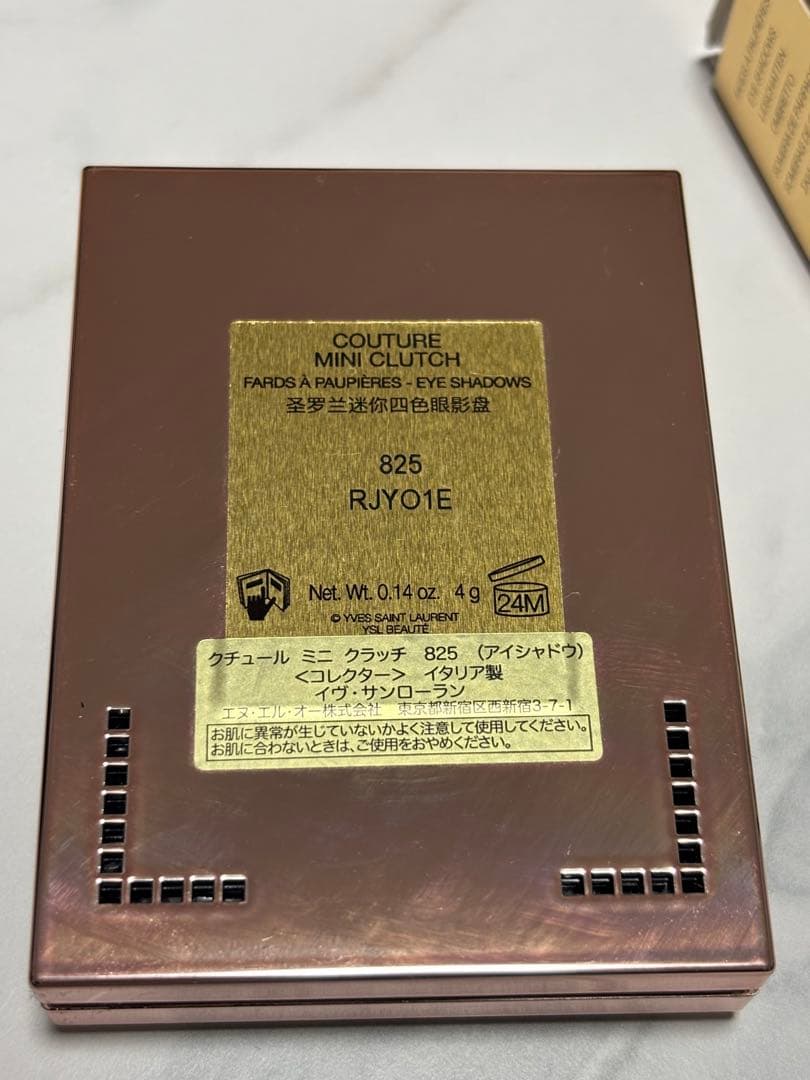 COUTURE
MINI CLUTCH
FARDS À PAUPIÈRES - EYE SHADOWS
圣罗兰迷你四色眼影盘
825
RJYO1E
Net. Wt. 0.14 oz. 4 g
24M
© YVES SAINT LAURENT
YSL BEAUTÉ
クチュール ミニ クラッチ 825 (アイシャドウ)
<コレクター> イタリア製
イヴ・サンローラン
エヌ・エル・オー株式会社 東京都新宿区西新宿3-7-1
お肌に異常が生じていないかよく注意して使用してください。
お肌に合わないときは、ご使用をおやめください。
EYE SHADOWS
LIDSCHATTEN
OMBRETTO